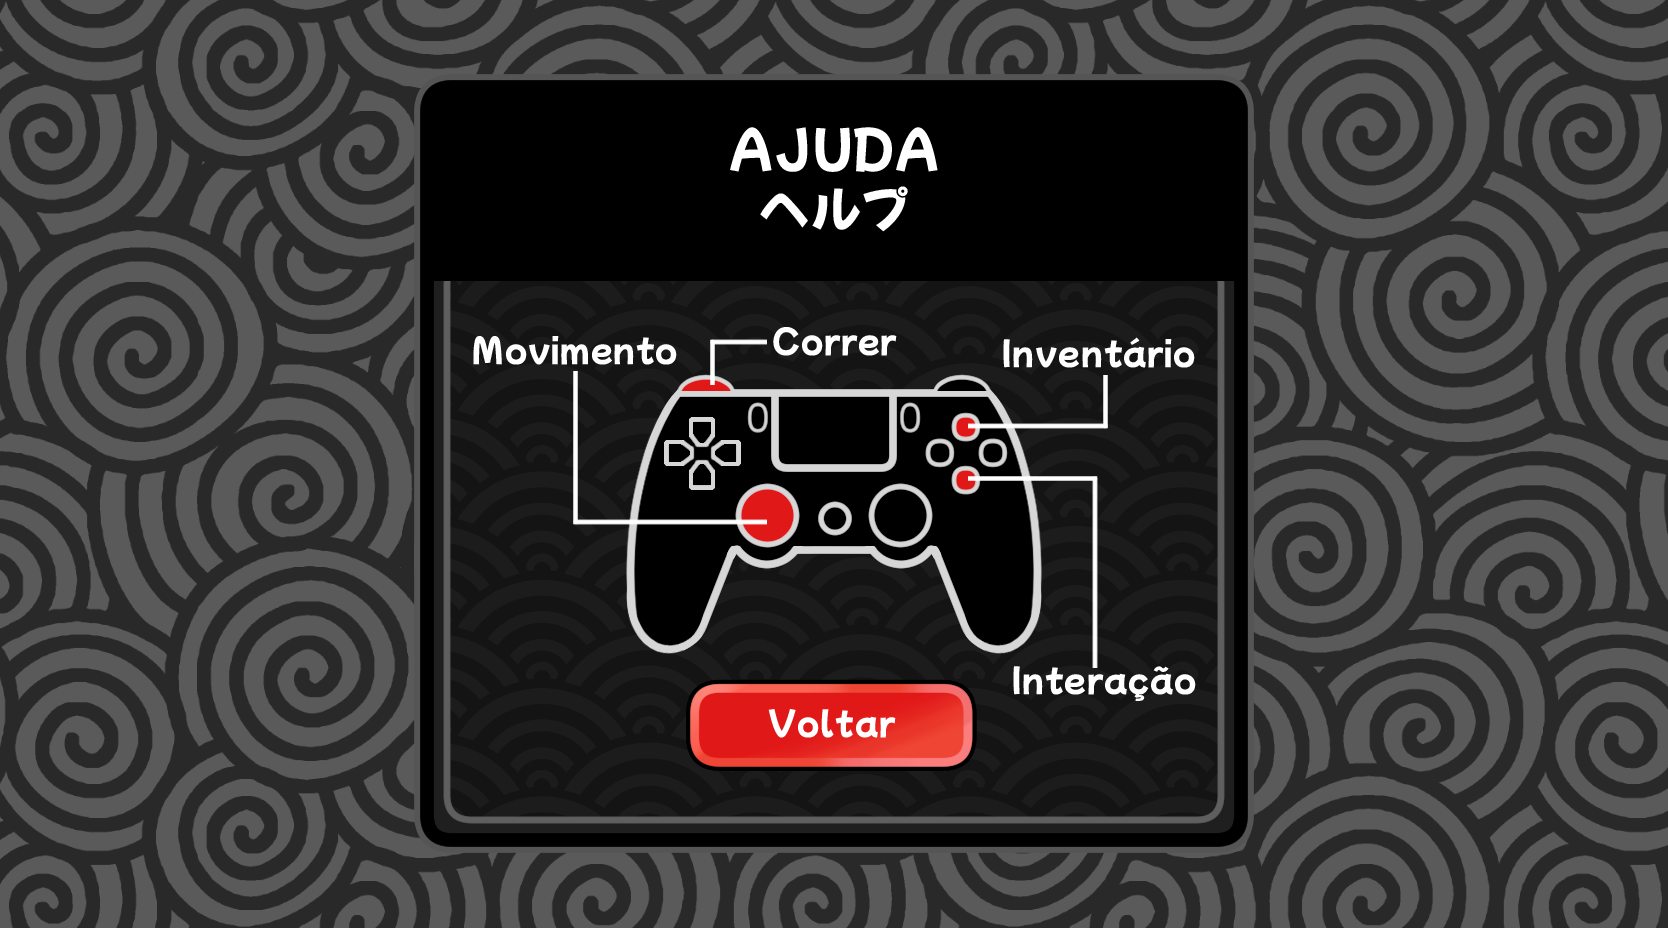 AJUDA
ヘルプ
Movimento
Correr
Inventário
Interação
Voltar